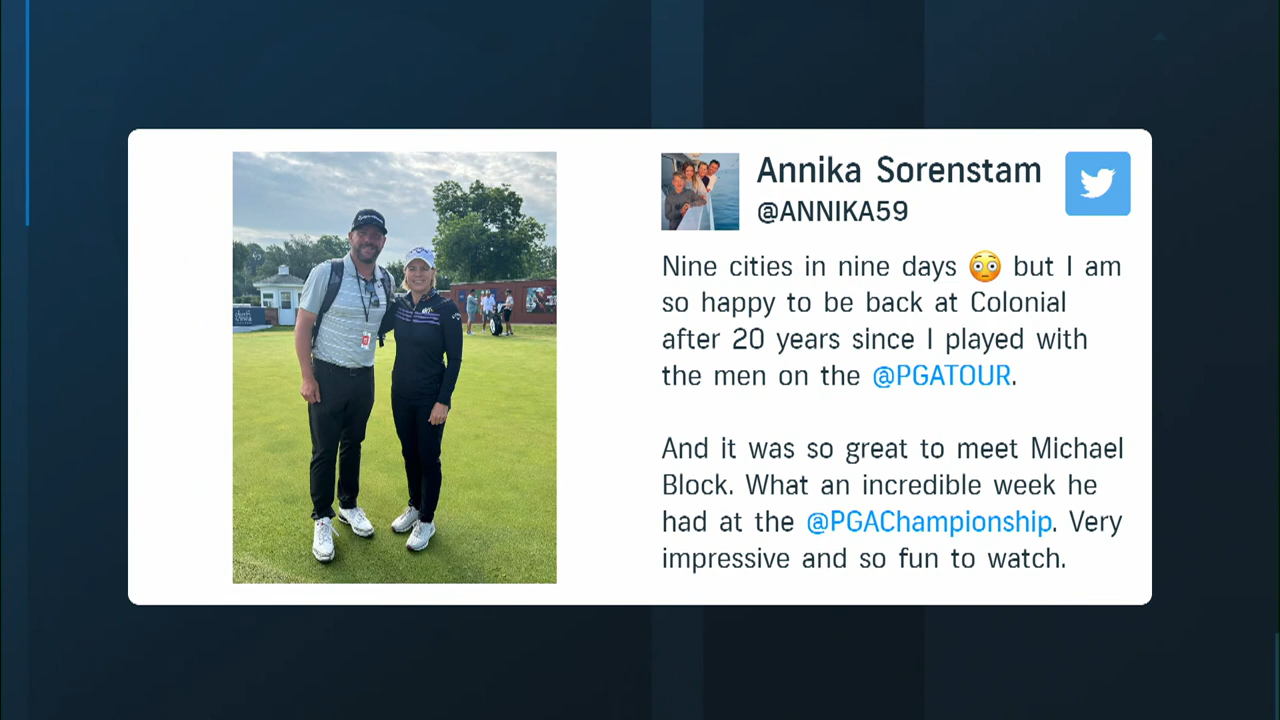 Annika Sorenstam
@ANNIKA59
Nine cities in nine days 😳 but I am
so happy to be back at Colonial
after 20 years since I played with
the men on the @PGATOUR.
And it was so great to meet Michael
Block. What an incredible week he
had at the @PGAChampionship. Very
impressive and so fun to watch.